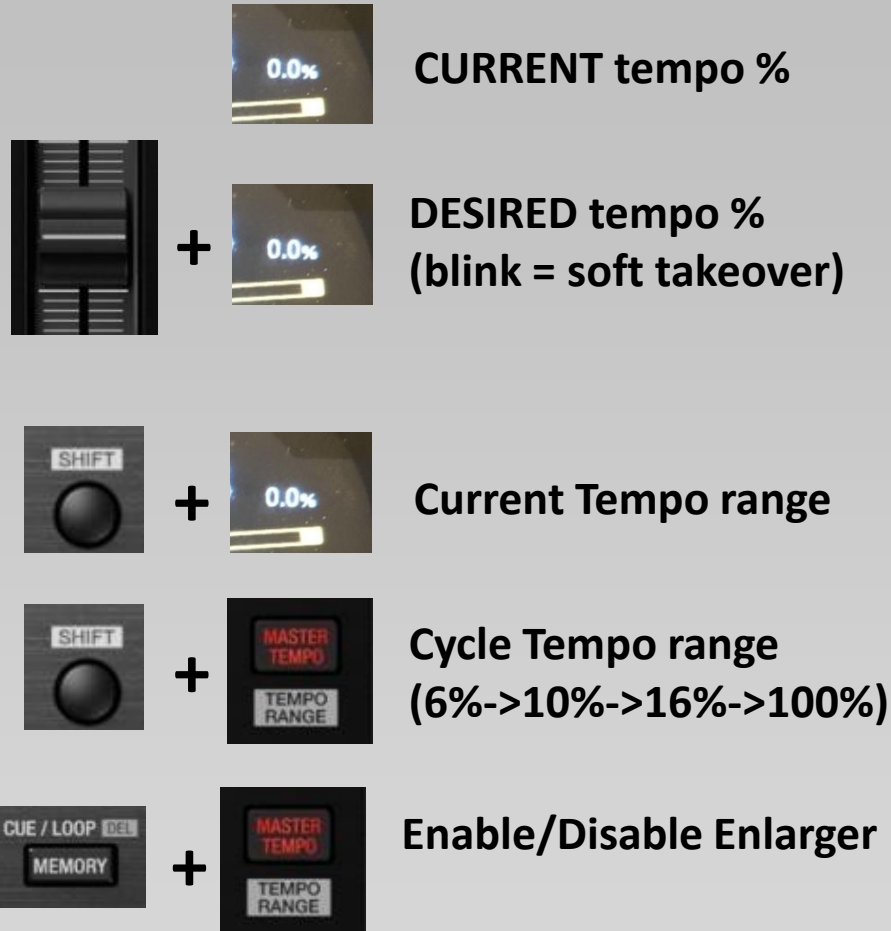 0.0%
CURRENT tempo %
+
0.0%
DESIRED tempo %
(blink = soft takeover)
SHIFT
+
0.0%
Current Tempo range
SHIFT
+
MASTER
TEMPO
TEMPO
RANGE
Cycle Tempo range
(6%->10%->16%->100%)
CUE / LOOP DEL
MEMORY
+
MASTER
TEMPO
TEMPO
RANGE
Enable/Disable Enlarger